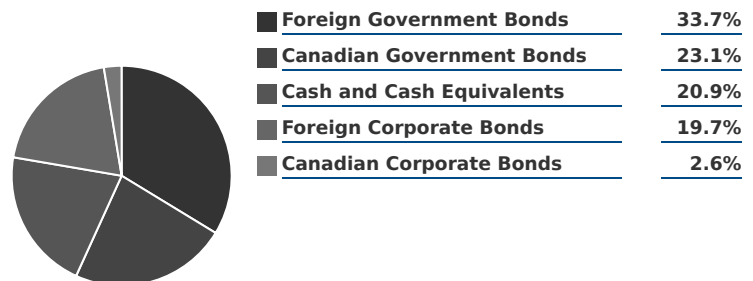 Foreign Government Bonds 33.7%
Canadian Government Bonds 23.1%
Cash and Cash Equivalents 20.9%
Foreign Corporate Bonds 19.7%
Canadian Corporate Bonds 2.6%